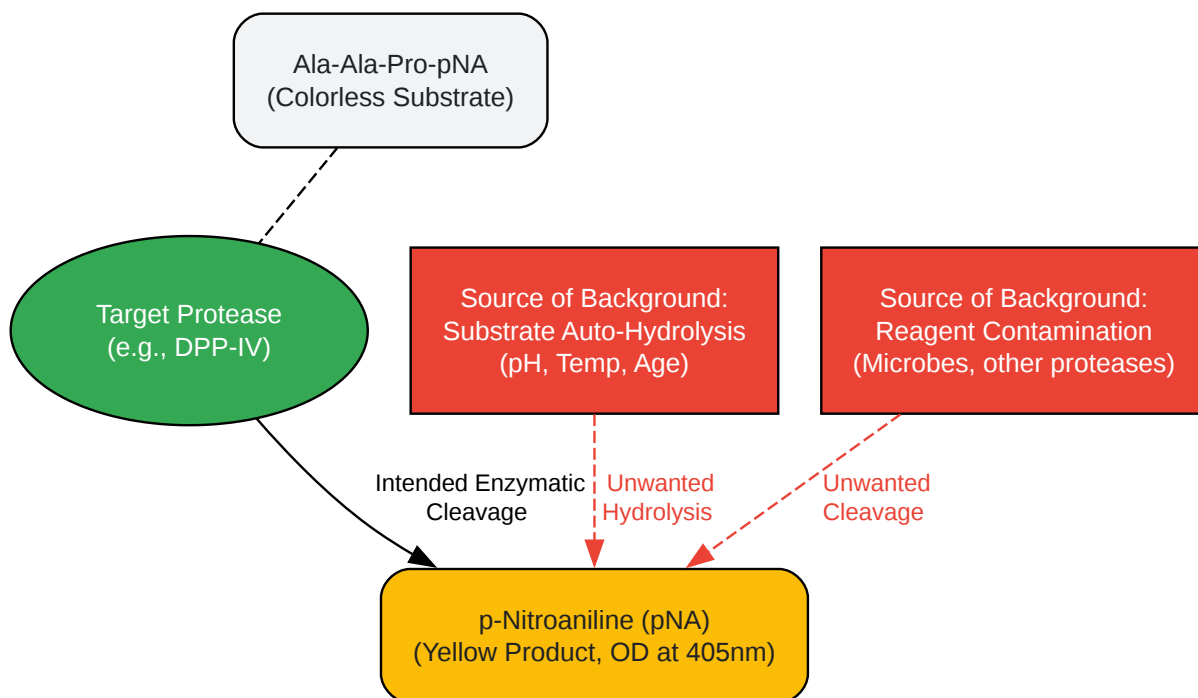 Ala-Ala-Pro-pNA
(Colorless Substrate)
Target Protease
(e.g., DPP-IV)
Source of Background:
Substrate Auto-Hydrolysis
(pH, Temp, Age)
Source of Background:
Reagent Contamination
(Microbes, other proteases)
Intended Enzymatic
Cleavage
Unwanted
Hydrolysis
Unwanted
Cleavage
p-Nitroaniline (pNA)
(Yellow Product, OD at 405nm)